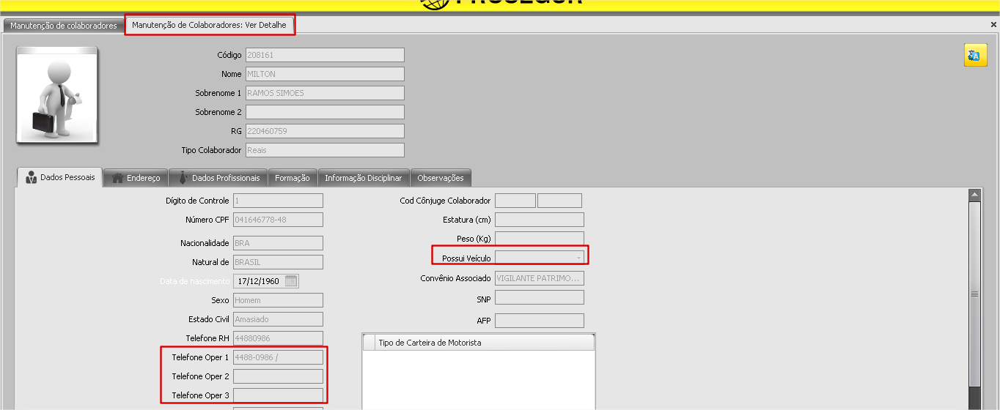 PROSEGUR
Manutenção de colaboradores
Manutenção de Colaboradores: Ver Detalhe
Código 208161
Nome MILTON
Sobrenome 1 RAMOS SIMOES
Sobrenome 2
RG 220460759
Tipo Colaborador Reais
Dados Pessoais Endereço Dados Profissionais Formação Informação Disciplinar Observações
Dígito de Controle 1 Cod Cônjuge Colaborador
Número CPF 041646778-48 Estatura (cm)
Peso (Kg)
Nacionalidade BRA
Possui Veículo
Natural de BRASIL
Data de nascimento 17/12/1960 Convênio Associado VIGILANTE PATRIMO...
Sexo Homem SNP
Estado Civil Amasiado AFP
Telefone RH 44880986
Tipo de Carteira de Motorista
Telefone Oper 1 4488-0986 /
Telefone Oper 2
Telefone Oper 3